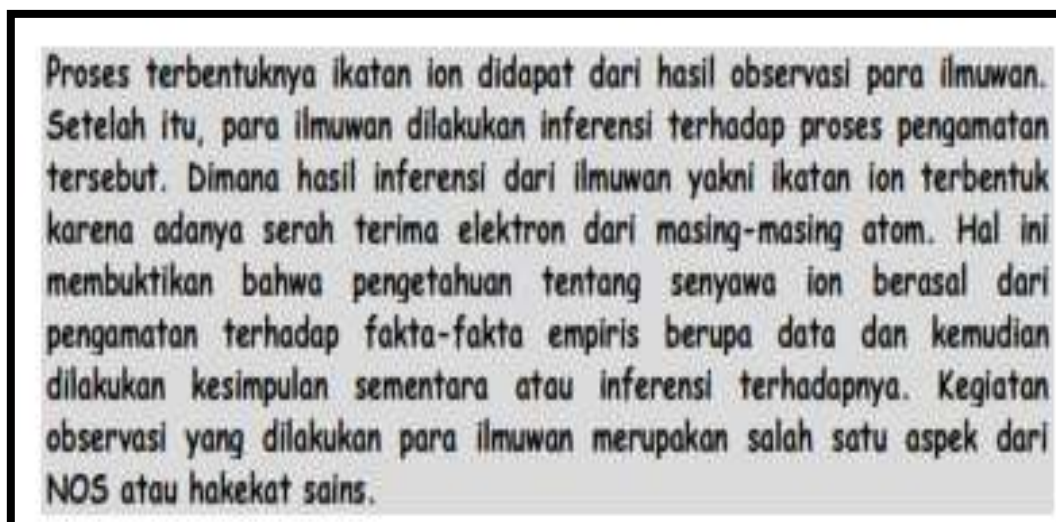 Proses terbentuknya ikatan ion didapat dari hasil observasi para ilmuwan.
Setelah itu, para ilmuwan dilakukan inferensi terhadap proses pengamatan
tersebut. Dimana hasil inferensi dari ilmuwan yakni ikatan ion terbentuk
karena adanya serah terima elektron dari masing-masing atom. Hal ini
membuktikan bahwa pengetahuan tentang senyawa ion berasal dari
pengamatan terhadap fakta-fakta empiris berupa data dan kemudian
dilakukan kesimpulan sementara atau inferensi terhadapnya. Kegiatan
observasi yang dilakukan para ilmuwan merupakan salah satu aspek dari
NOS atau hakekat sains.